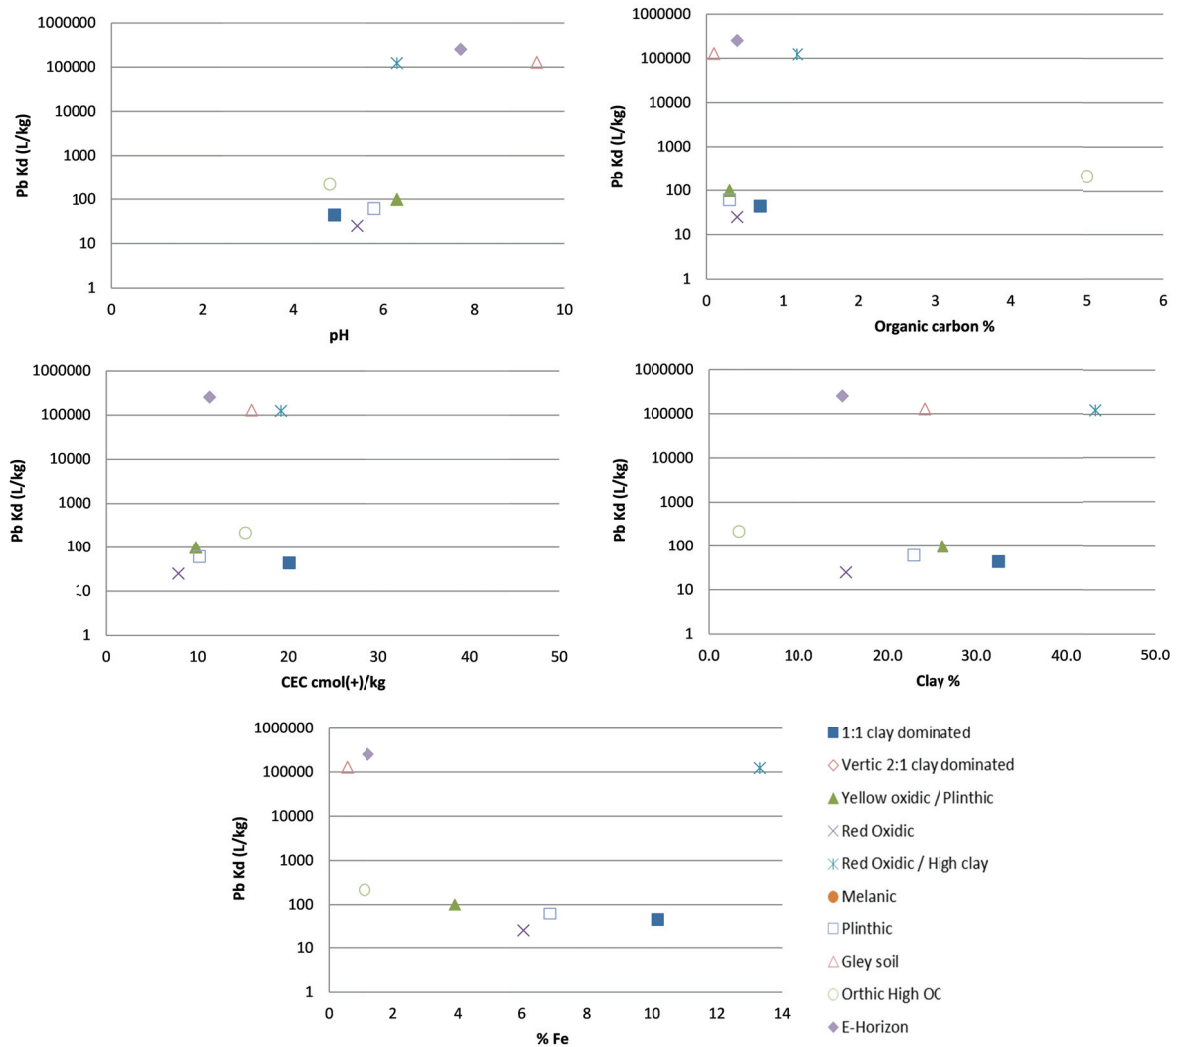 1000000
100000
10000
1000
100
10
1
Pb Kd (L/kg)
0 2 4 6 8 10
pH
1000000
100000
10000
1000
100
10
1
Pb Kd (L/kg)
0 1 2 3 4 5 6
Organic carbon %
1000000
100000
10000
1000
100
10
1
Pb Kd (L/kg)
0 10 20 30 40 50
CEC cmol(+)/kg
1000000
100000
10000
1000
100
10
1
Pb Kd (L/kg)
0.0 10.0 20.0 30.0 40.0 50.0
Clay %
1000000
100000
10000
1000
100
10
1
Pb Kd (L/kg)
0 2 4 6 8 10 12 14
% Fe
1:1 clay dominated
Vertic 2:1 clay dominated
Yellow oxidic / Plinthic
Red Oxidic
Red Oxidic / High clay
Melanic
Plinthic
Gley soil
Orthic High OC
E-Horizon